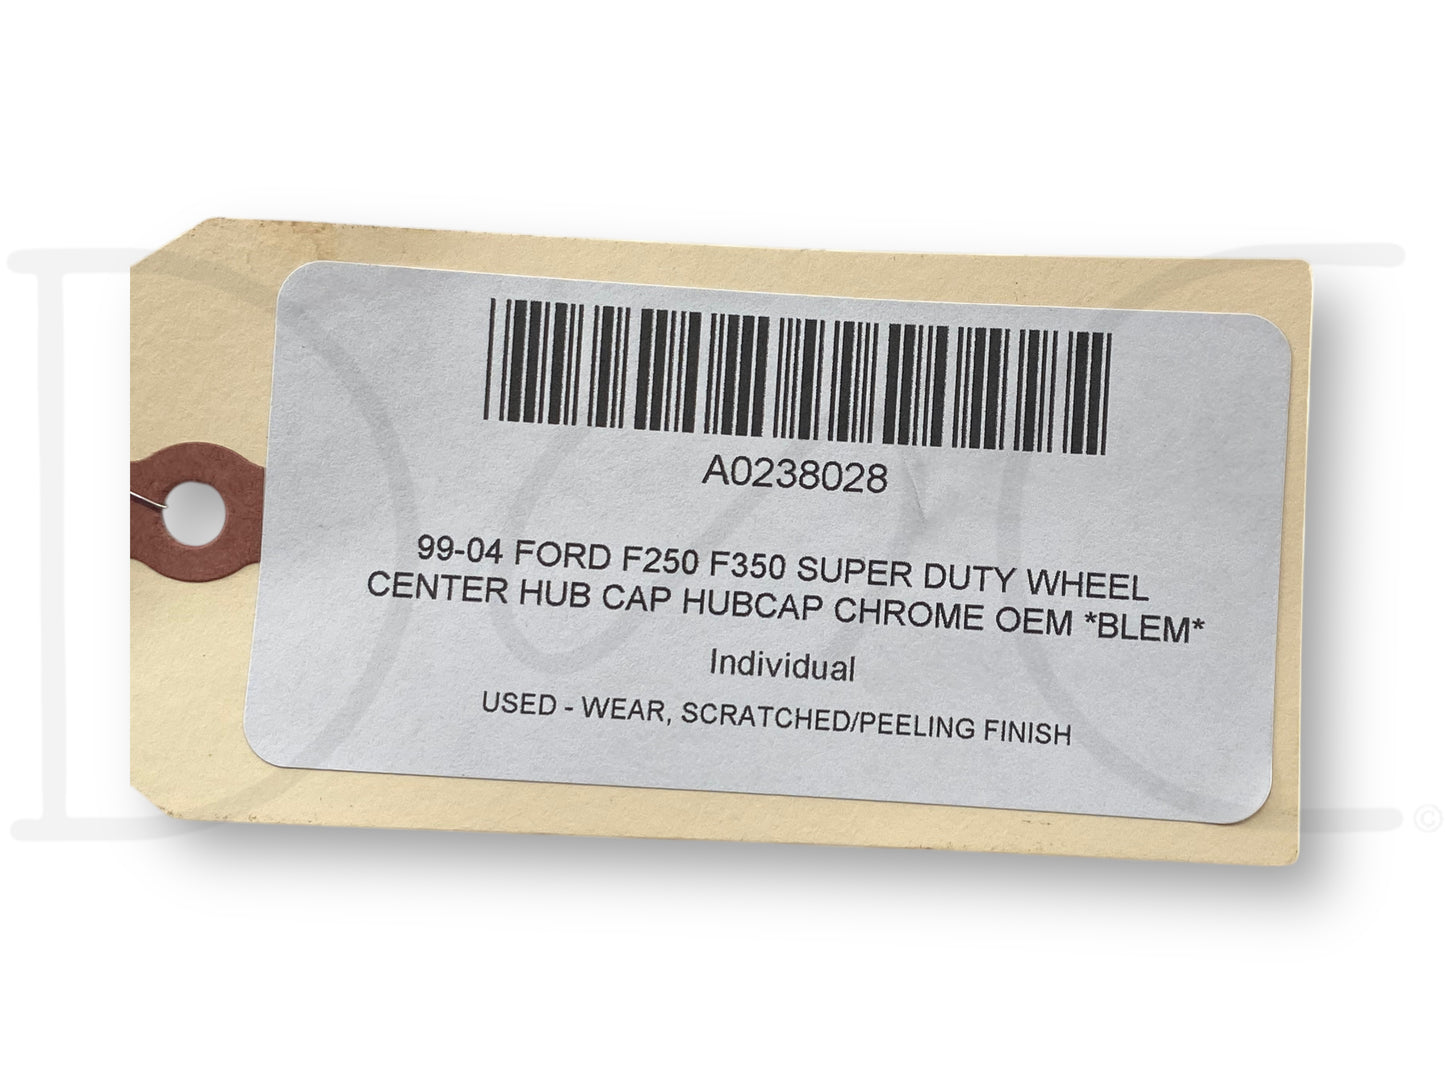 A0238028
99-04 FORD F250 F350 SUPER DUTY WHEEL
CENTER HUB CAP HUBCAP CHROME OEM *BLEM*
Individual
USED - WEAR, SCRATCHED/PEELING FINISH
©